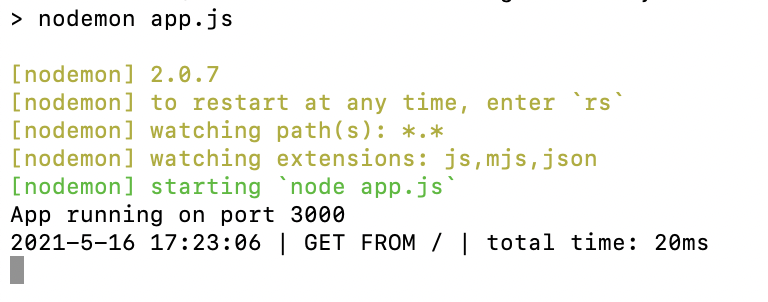 > nodemon app.js
[nodemon] 2.0.7
[nodemon] to restart at any time, enter `rs`
[nodemon] watching path(s): *.*
[nodemon] watching extensions: js,mjs,json
[nodemon] starting `node app.js`
App running on port 3000
2021-5-16 17:23:06 | GET FROM / | total time: 20ms